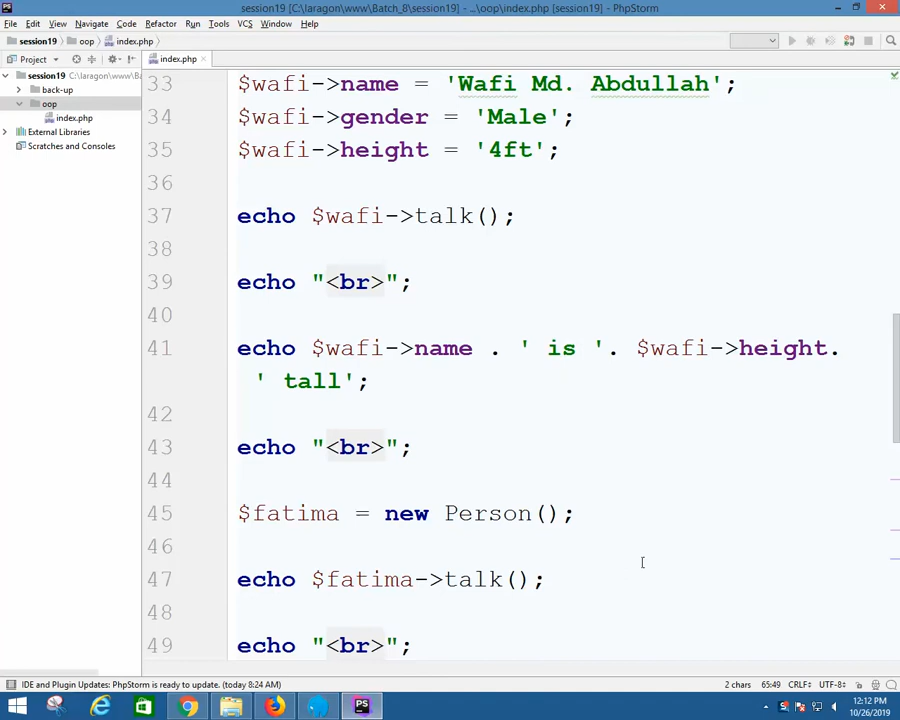 session19 [C:\laragon\www\Batch_8\session19] - ...\oop\index.php [session19] - PhpStorm
File Edit View Navigate Code Refactor Run Tools VCS Window Help
session19 oop index.php
Project
index.php
session19 C:\laragon\www\Batch_8\se
back-up
oop
index.php
External Libraries
Scratches and Consoles
33 $wafi->name = 'Wafi Md. Abdullah';
34 $wafi->gender = 'Male';
35 $wafi->height = '4ft';
36
37 echo $wafi->talk();
38
39 echo "<br>";
40
41 echo $wafi->name . ' is '. $wafi->height.
' tall';
42
43 echo "<br>";
44
45 $fatima = new Person();
46
47 echo $fatima->talk();
48
49 echo "<br>";
IDE and Plugin Updates: PhpStorm is ready to update. (today 8:24 AM)
2 chars 65:49 CRLF÷ UTF-8÷
12:12 PM
10/26/2019